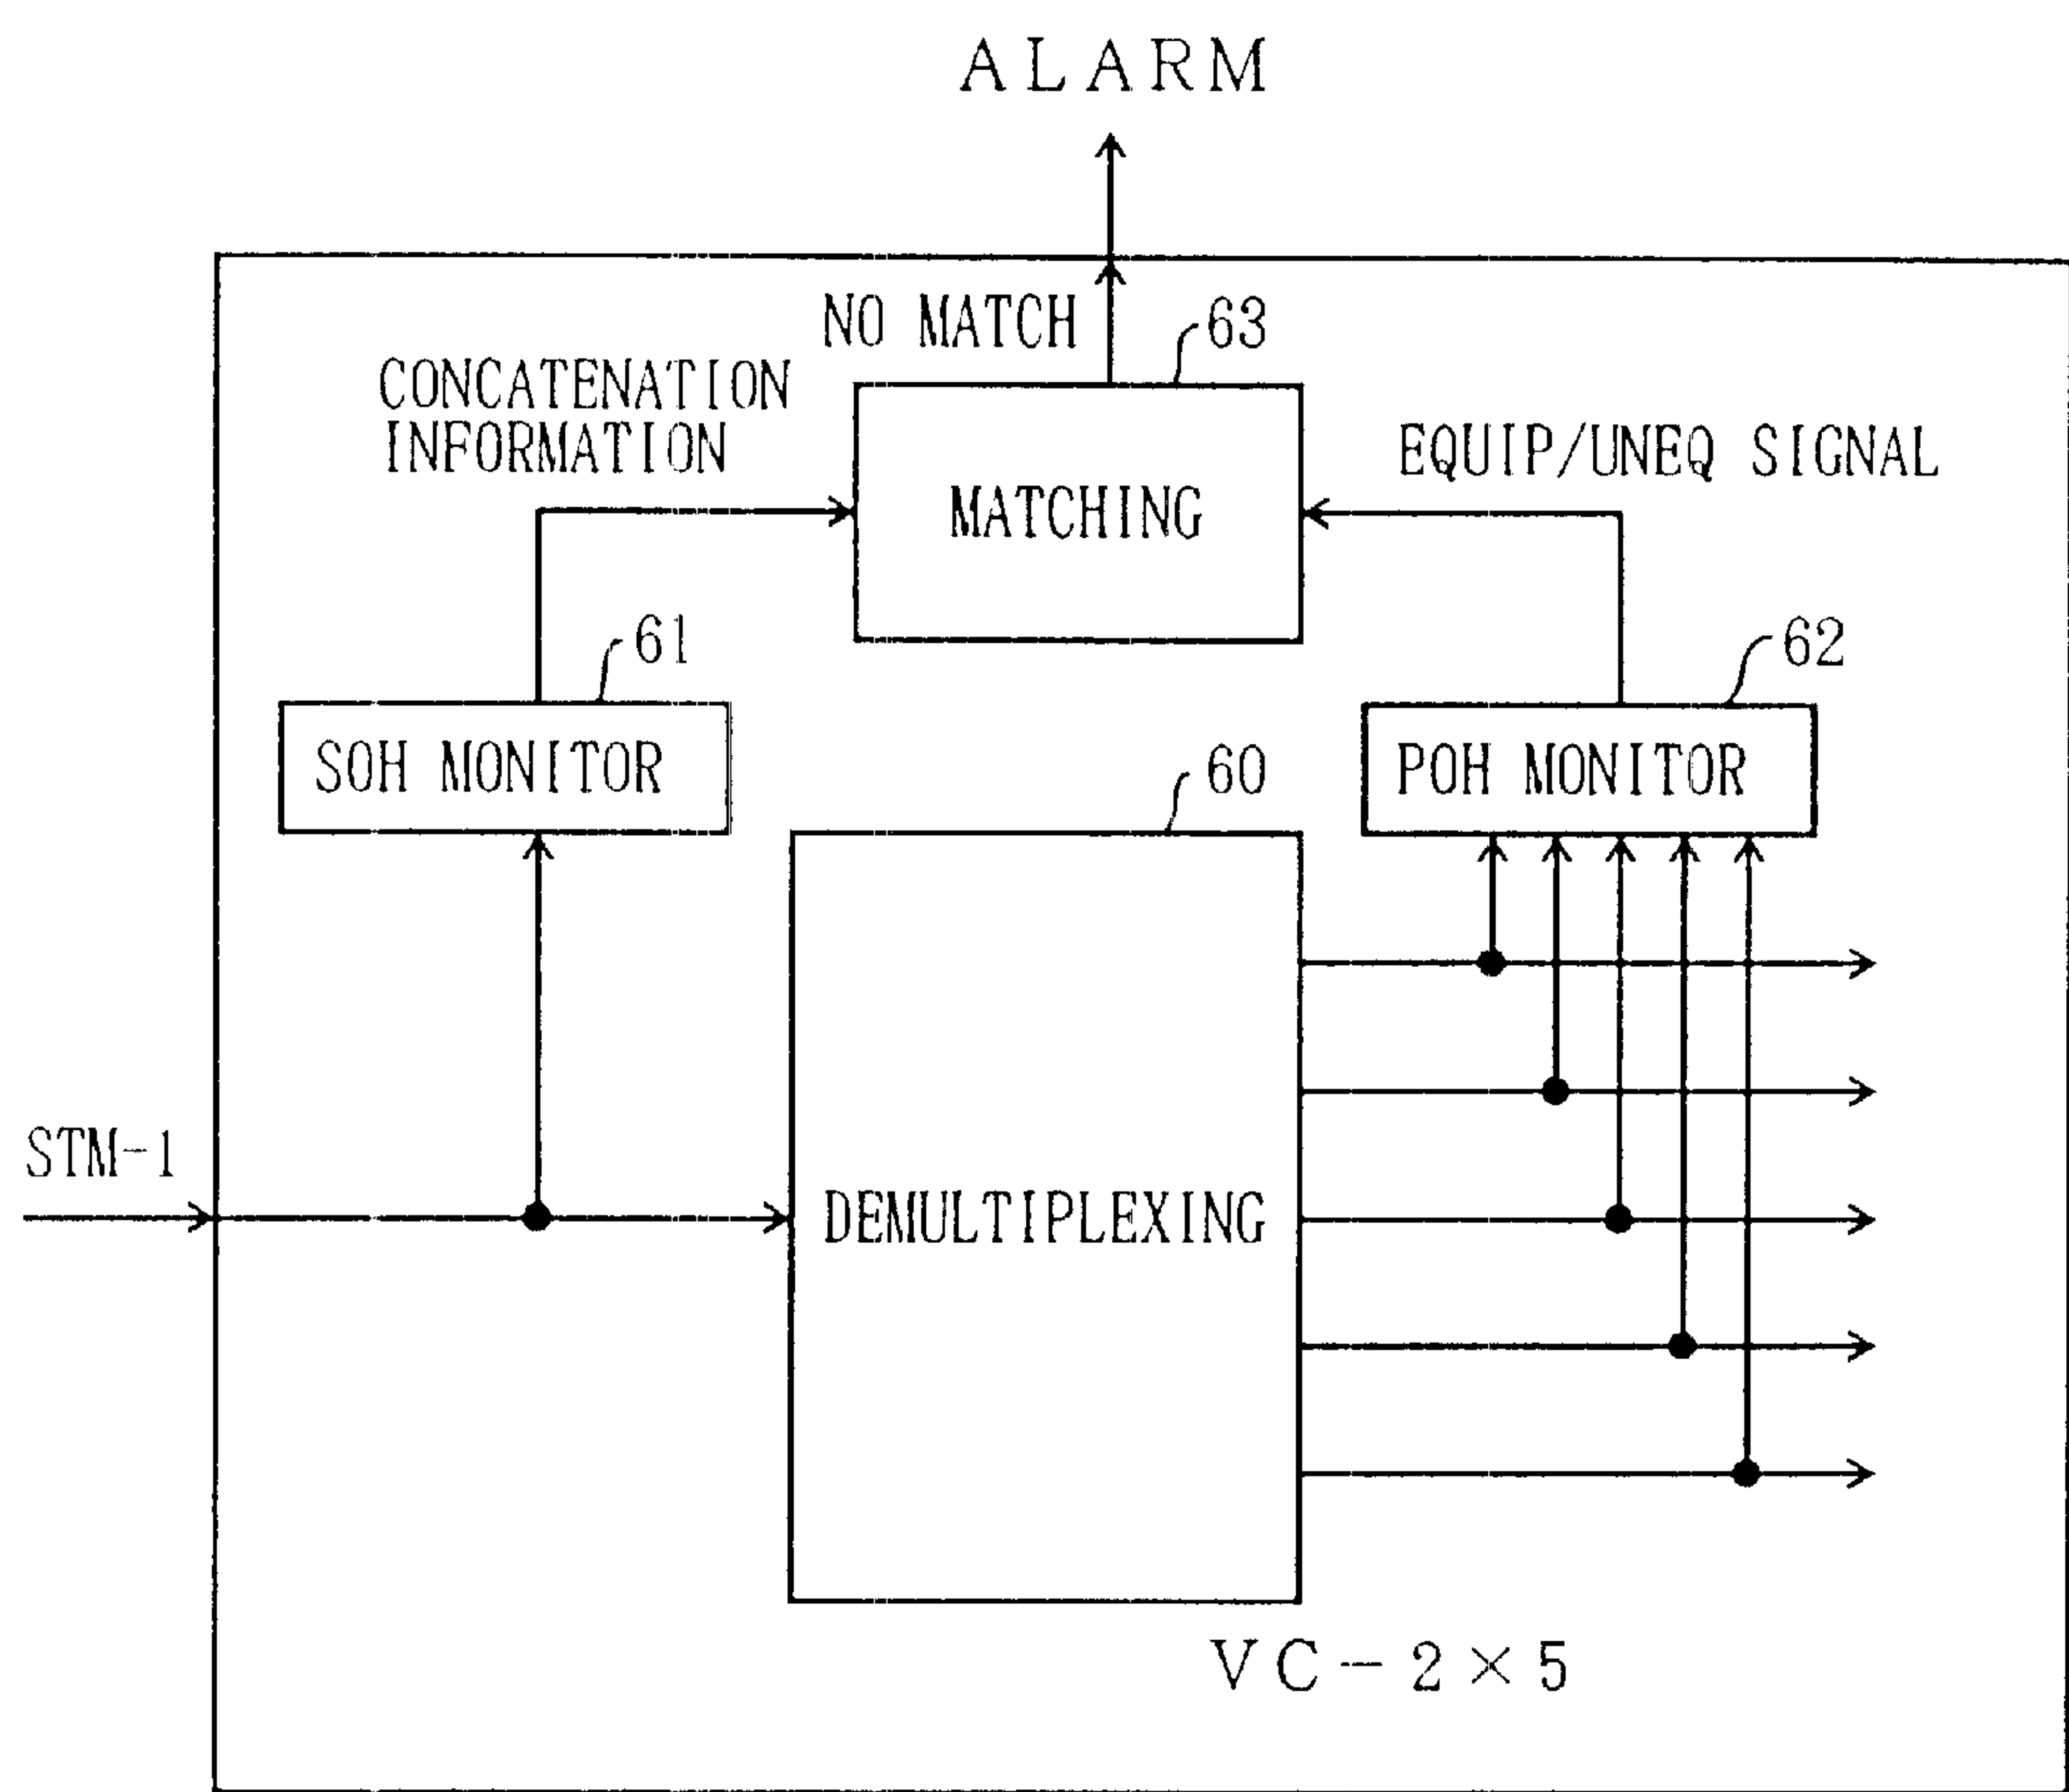 ALARM
NO MATCH
63
CONCATENATION
INFORMATION
EQUIP/UNEQ SIGNAL
MATCHING
61
62
SOH MONITOR
60
POH MONITOR
STM-1
DEMULTIPLEXING
VC-2×5